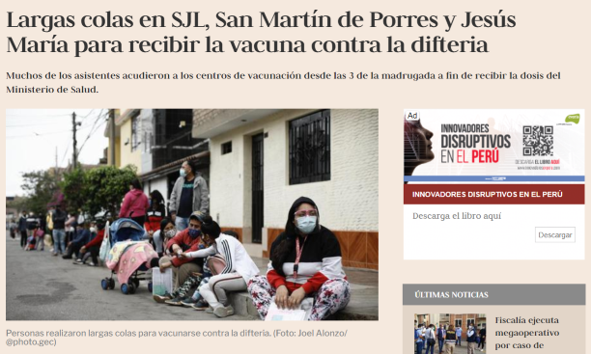 Largas colas en SJL, San Martín de Porres y Jesús
María para recibir la vacuna contra la difteria
Muchos de los asistentes acudieron a los centros de vacunación desde las 3 de la madrugada a fin de recibir la dosis del
Ministerio de Salud.
Personas realizaron largas colas para vacunarse contra la difteria. (Foto: Joel Alonzo/
@photo.gec)
Ad
INNOVADORES
DISRUPTIVOS
EN EL PERÚ
DESCARGA EL LIBRO AQUÍ
INNOVADORES DISRUPTIVOS EN EL PERÚ
Descarga el libro aquí
Descargar
ÚLTIMAS NOTICIAS
Fiscalía ejecuta
megaoperativo
por caso de